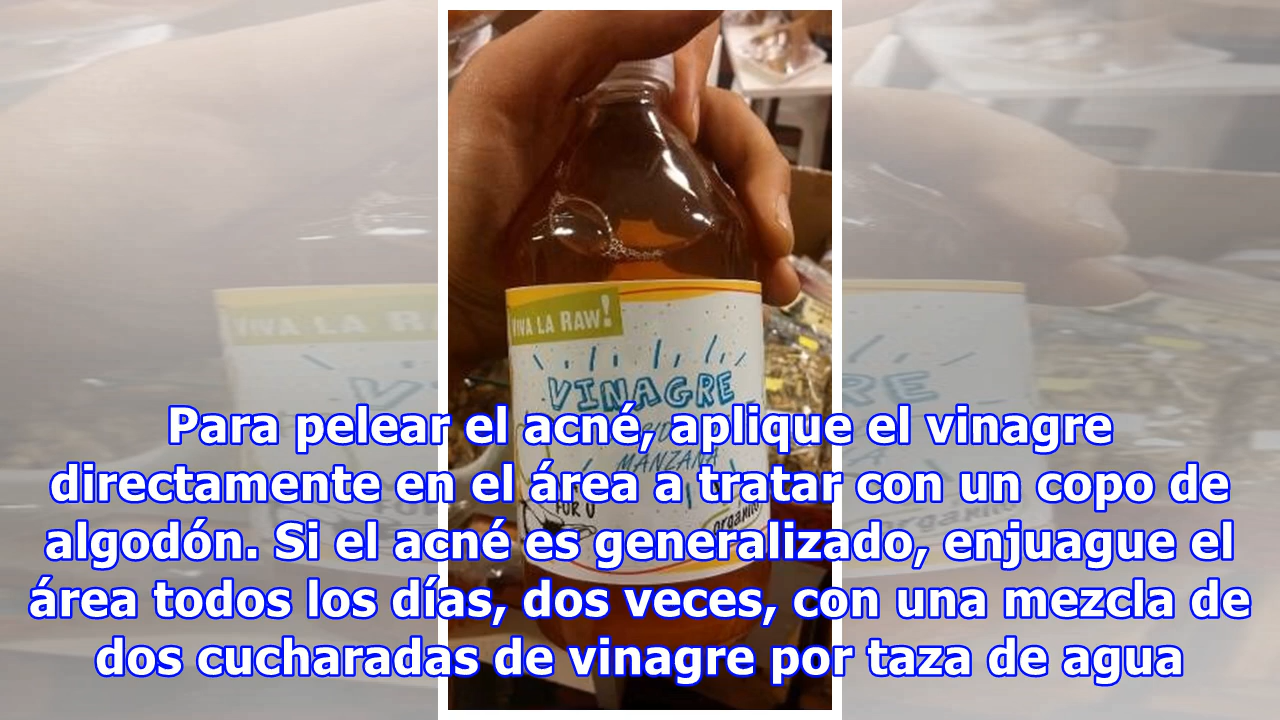 VIVA LA RAW!
VINAGRE
MANZANA
FOR U
organic
Para pelear el acné, aplique el vinagre
directamente en el área a tratar con un copo de
algodón. Si el acné es generalizado, enjuague el
área todos los días, dos veces, con una mezcla de
dos cucharadas de vinagre por taza de agua